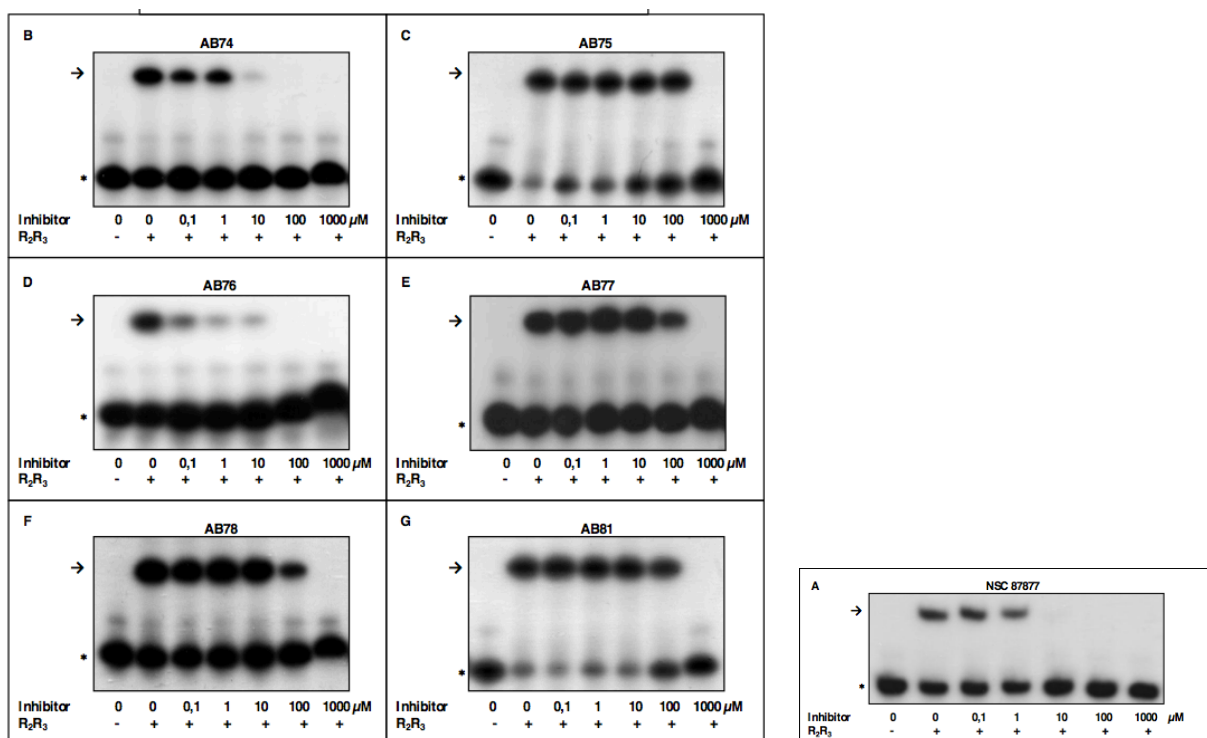 B
AB74
→
*
Inhibitor 0 0 0,1 1 10 100 1000 µM
R₂R₃ - + + + + + +
C
AB75
→
*
0 0 0,1 1 10 100 1000 µM
- + + + + + +
D
AB76
→
*
Inhibitor 0 0 0,1 1 10 100 1000 µM
R₂R₃ - + + + + + +
E
AB77
→
*
Inhibitor 0 0 0,1 1 10 100 1000 µM
R₂R₃ - + + + + + +
F
AB78
→
*
Inhibitor 0 0 0,1 1 10 100 1000 µM
R₂R₃ - + + + + + +
G
AB81
→
*
Inhibitor 0 0 0,1 1 10 100 1000 µM
R₂R₃ - + + + + + +
A
NSC 87877
→
*
Inhibitor 0 0 0,1 1 10 100 1000 µM
R₂R₃ - + + + + + +